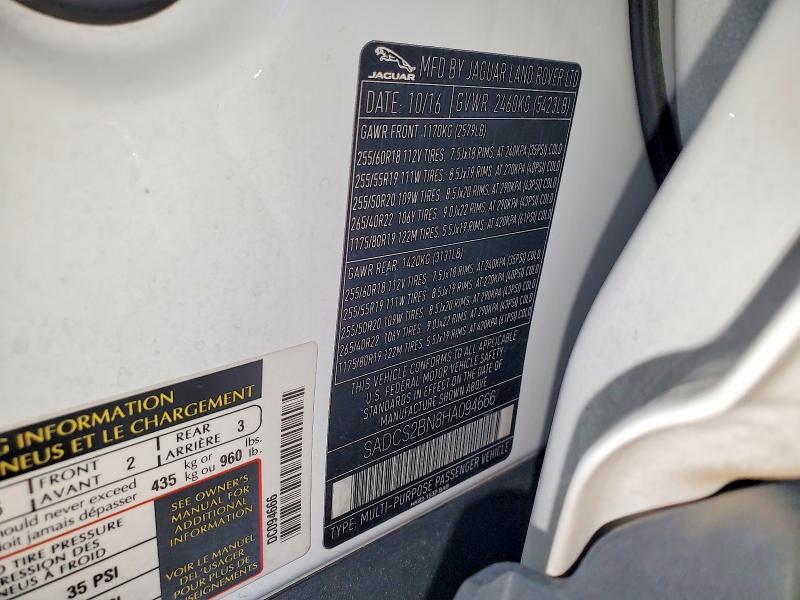 JAGUAR
MFD BY JAGUAR LAND ROVER LTD
DATE: 10/16 GVWR 2460KG (5423LB)
GAWR FRONT 1170KG (2579LB)
255/60R18 112V TIRES. 7.5JX18 RIMS. AT 240KPA (35PSI) COLD
255/55R19 111W TIRES. 8.5JX19 RIMS. AT 270KPA (40PSI) COLD
255/50R20 109W TIRES. 8.5JX20 RIMS. AT 290KPA (43PSI) COLD
265/40R22 106Y TIRES. 9.0JX22 RIMS. AT 290KPA (43PSI) COLD
T175/80R19 122M TIRES. 5.5JX19 RIMS. AT 420KPA (61PSI) COLD
GAWR REAR 1420KG (3131LB)
255/60R18 112V TIRES. 7.5JX18 RIMS. AT 240KPA (35PSI) COLD
255/55R19 111W TIRES. 8.5JX19 RIMS. AT 270KPA (40PSI) COLD
255/50R20 109W TIRES. 8.5JX20 RIMS. AT 290KPA (43PSI) COLD
265/40R22 106Y TIRES. 9.0JX22 RIMS. AT 290KPA (43PSI) COLD
T175/80R19 122M TIRES. 5.5JX19 RIMS. AT 420KPA (61PSI) COLD
THIS VEHICLE CONFORMS TO ALL APPLICABLE
U.S. FEDERAL MOTOR VEHICLE SAFETY
STANDARDS IN EFFECT ON THE DATE OF
MANUFACTURE SHOWN ABOVE.
SADCS2BN8HA094666
TYPE: MULTI-PURPOSE PASSENGER VEHICLE
G INFORMATION
NEUS ET LE CHARGEMENT
FRONT 2 REAR 3
AVANT ARRIÈRE
hould never exceed 435 kg or 960 lbs.
doit jamais dépasser kg ou lb.
TIRE PRESSURE
RESSION DES
NEUS À FROID
35 PSI
SEE OWNER'S
MANUAL FOR
ADDITIONAL
INFORMATION
VOIR LE MANUEL
DEL'USAGER
POUR PLUS DE
RENSEIGNEMENTS
DC094666